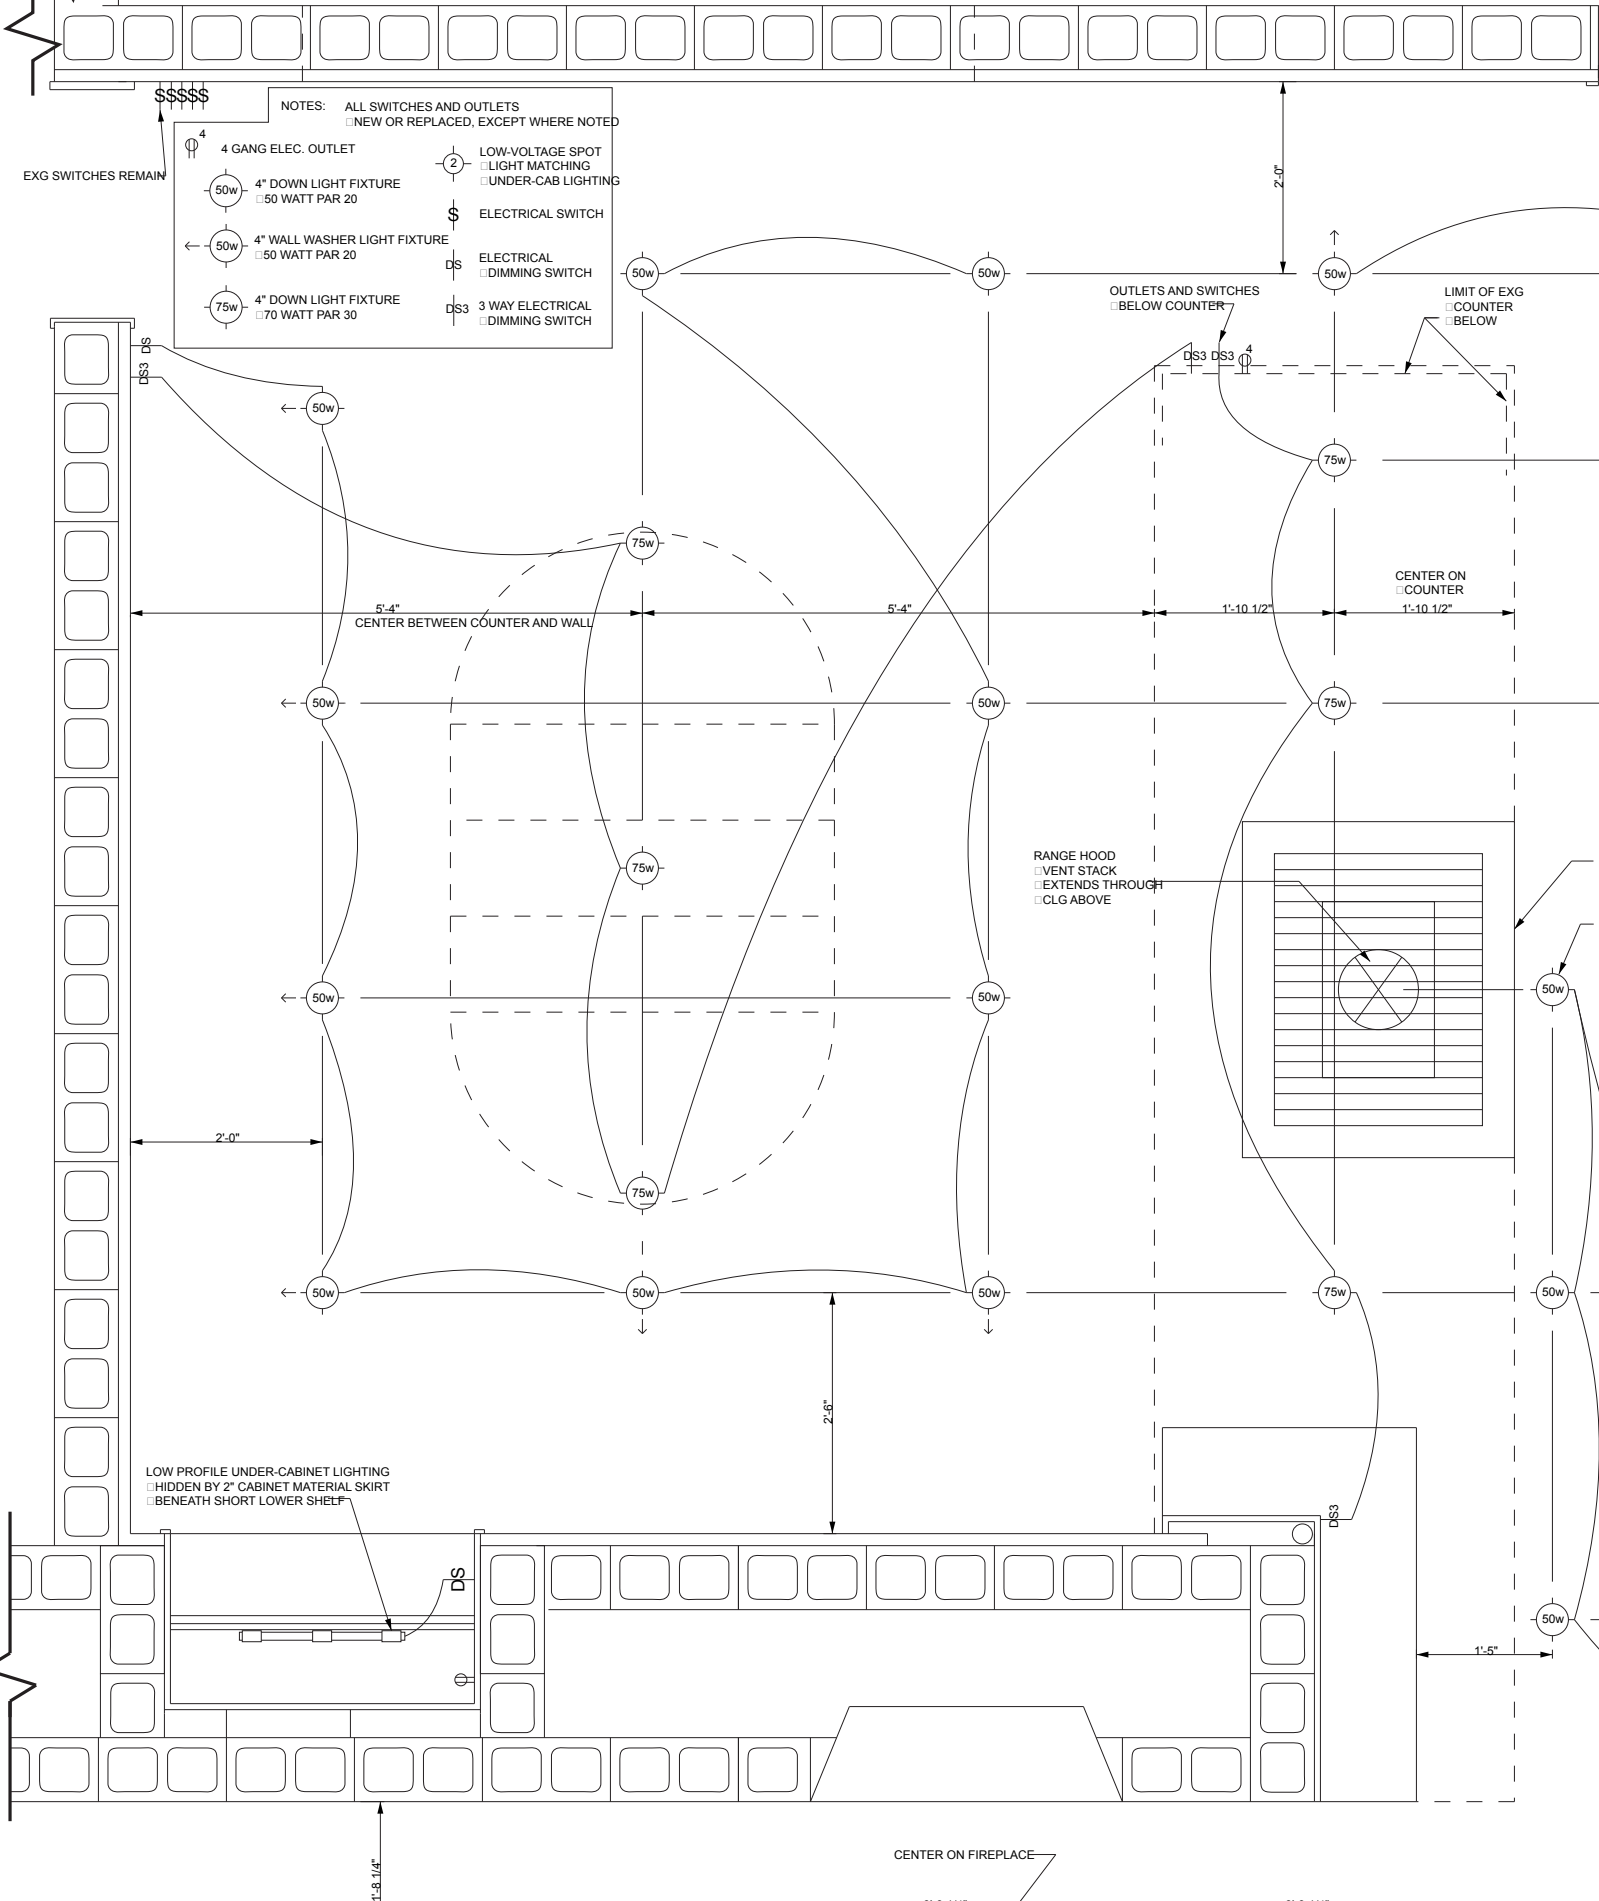 SSSSS
NOTES: ALL SWITCHES AND OUTLETS
□NEW OR REPLACED, EXCEPT WHERE NOTED
4
4 GANG ELEC. OUTLET
50w
4" DOWN LIGHT FIXTURE
□50 WATT PAR 20
50w
4" WALL WASHER LIGHT FIXTURE
□50 WATT PAR 20
75w
4" DOWN LIGHT FIXTURE
□70 WATT PAR 30
2
LOW-VOLTAGE SPOT
□LIGHT MATCHING
□UNDER-CAB LIGHTING
S
ELECTRICAL SWITCH
DS
ELECTRICAL
□DIMMING SWITCH
DS3
3 WAY ELECTRICAL
□DIMMING SWITCH
EXG SWITCHES REMAIN
2'-0"
50w
50w
50w
OUTLETS AND SWITCHES
□BELOW COUNTER
LIMIT OF EXG
□COUNTER
□BELOW
DS
DS3
DS3 DS3 4
50w
75w
75w
CENTER ON
□COUNTER
5'-4"
5'-4"
1'-10 1/2"
1'-10 1/2"
CENTER BETWEEN COUNTER AND WALL
50w
50w
75w
75w
RANGE HOOD
□VENT STACK
□EXTENDS THROUGH
□CLG ABOVE
50w
50w
50w
2'-0"
75w
50w
50w
50w
75w
50w
2'-6"
LOW PROFILE UNDER-CABINET LIGHTING
□HIDDEN BY 2" CABINET MATERIAL SKIRT
□BENEATH SHORT LOWER SHELF
DS3
DS
50w
1'-5"
CENTER ON FIREPLACE
1'-8 1/4"